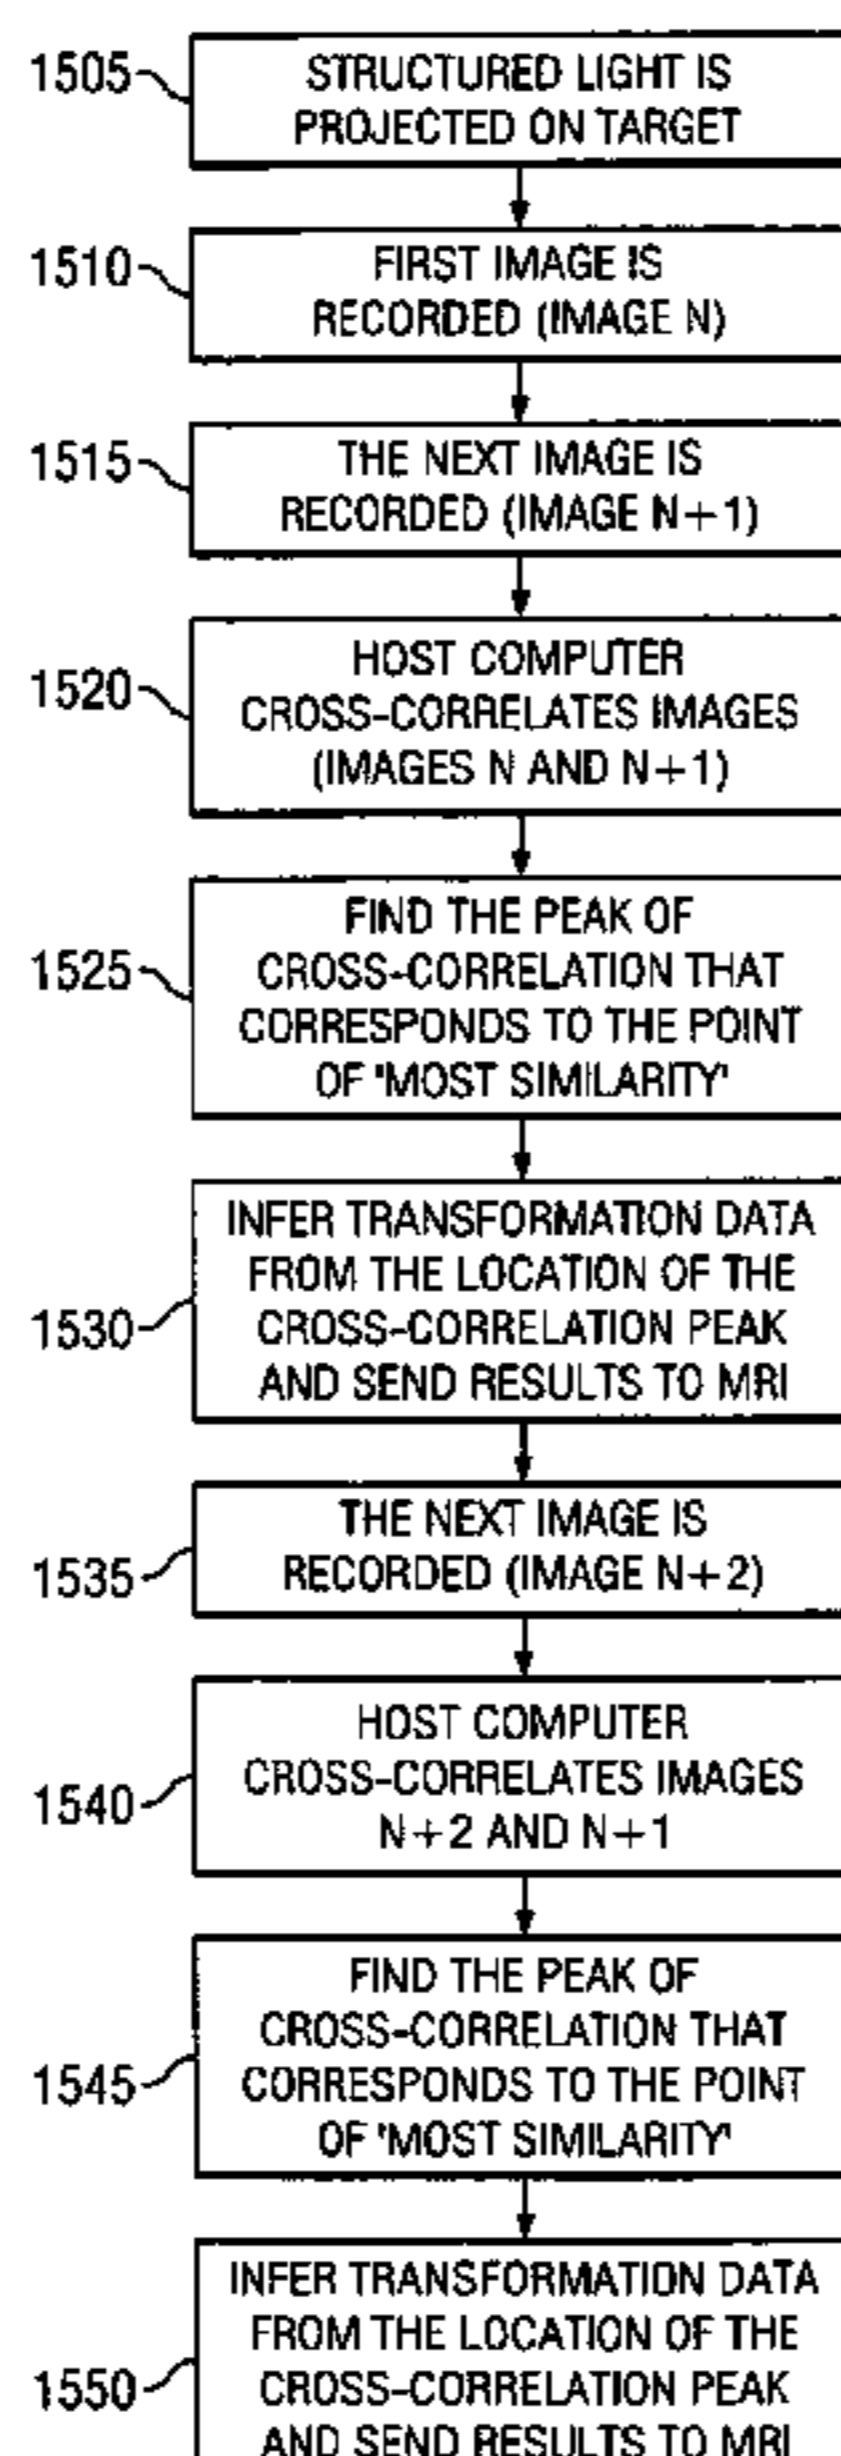 1505
STRUCTURED LIGHT IS
PROJECTED ON TARGET
1510
FIRST IMAGE IS
RECORDED (IMAGE N)
1515
THE NEXT IMAGE IS
RECORDED (IMAGE N+1)
1520
HOST COMPUTER
CROSS-CORRELATES IMAGES
(IMAGES N AND N+1)
1525
FIND THE PEAK OF
CROSS-CORRELATION THAT
CORRESPONDS TO THE POINT
OF 'MOST SIMILARITY'
1530
INFER TRANSFORMATION DATA
FROM THE LOCATION OF THE
CROSS-CORRELATION PEAK
AND SEND RESULTS TO MRI
1535
THE NEXT IMAGE IS
RECORDED (IMAGE N+2)
1540
HOST COMPUTER
CROSS-CORRELATES IMAGES
N+2 AND N+1
1545
FIND THE PEAK OF
CROSS-CORRELATION THAT
CORRESPONDS TO THE POINT
OF 'MOST SIMILARITY'
1550
INFER TRANSFORMATION DATA
FROM THE LOCATION OF THE
CROSS-CORRELATION PEAK
AND SEND RESULTS TO MRI